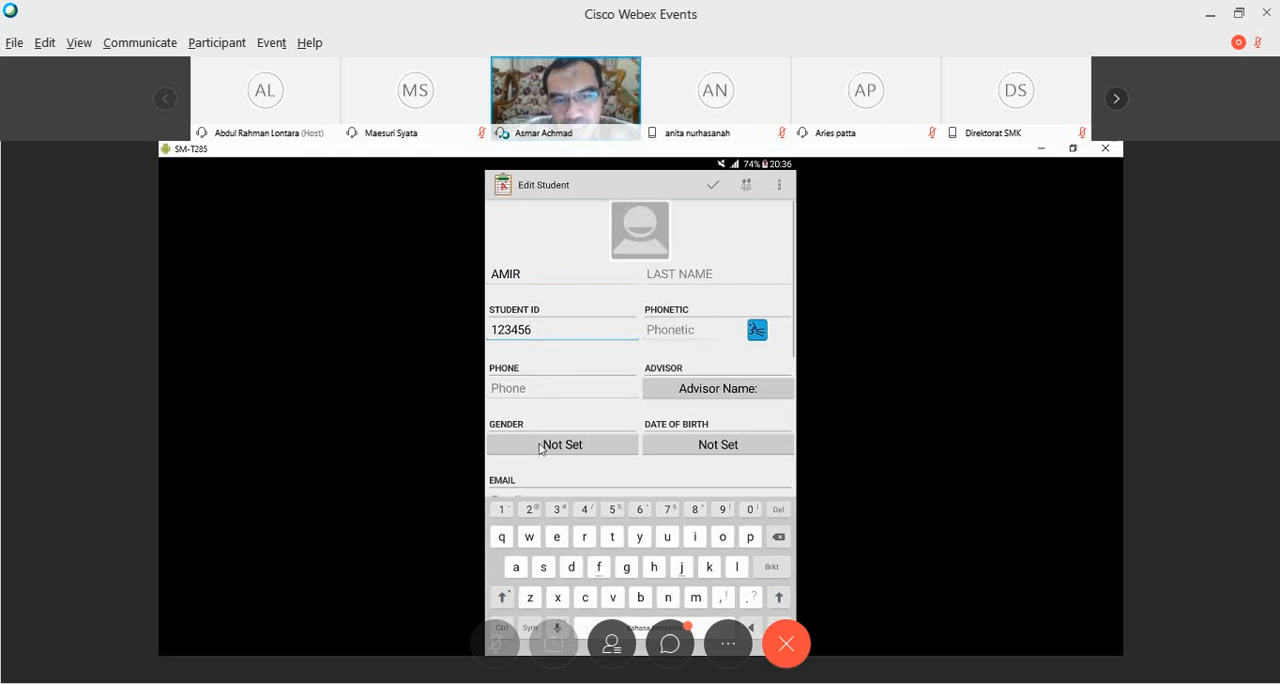 Cisco Webex Events
File Edit View Communicate Participant Event Help
AL MS AN AP DS
Abdul Rahman Lontara (Host) Maesuri Syata Asmar Achmad anita nurhasanah Aries patta Direktorat SMK
SM-T285
74% 20:36
Edit Student
AMIR LAST NAME
STUDENT ID PHONETIC
123456 Phonetic
PHONE ADVISOR
Phone Advisor Name:
GENDER DATE OF BIRTH
Not Set Not Set
EMAIL
1 2 3 4 5 6 7 8 9 0 Del
q w e r t y u i o p
a s d f g h j k l Brkt
z x c v b n m , ! . ?
Ctrl Sym